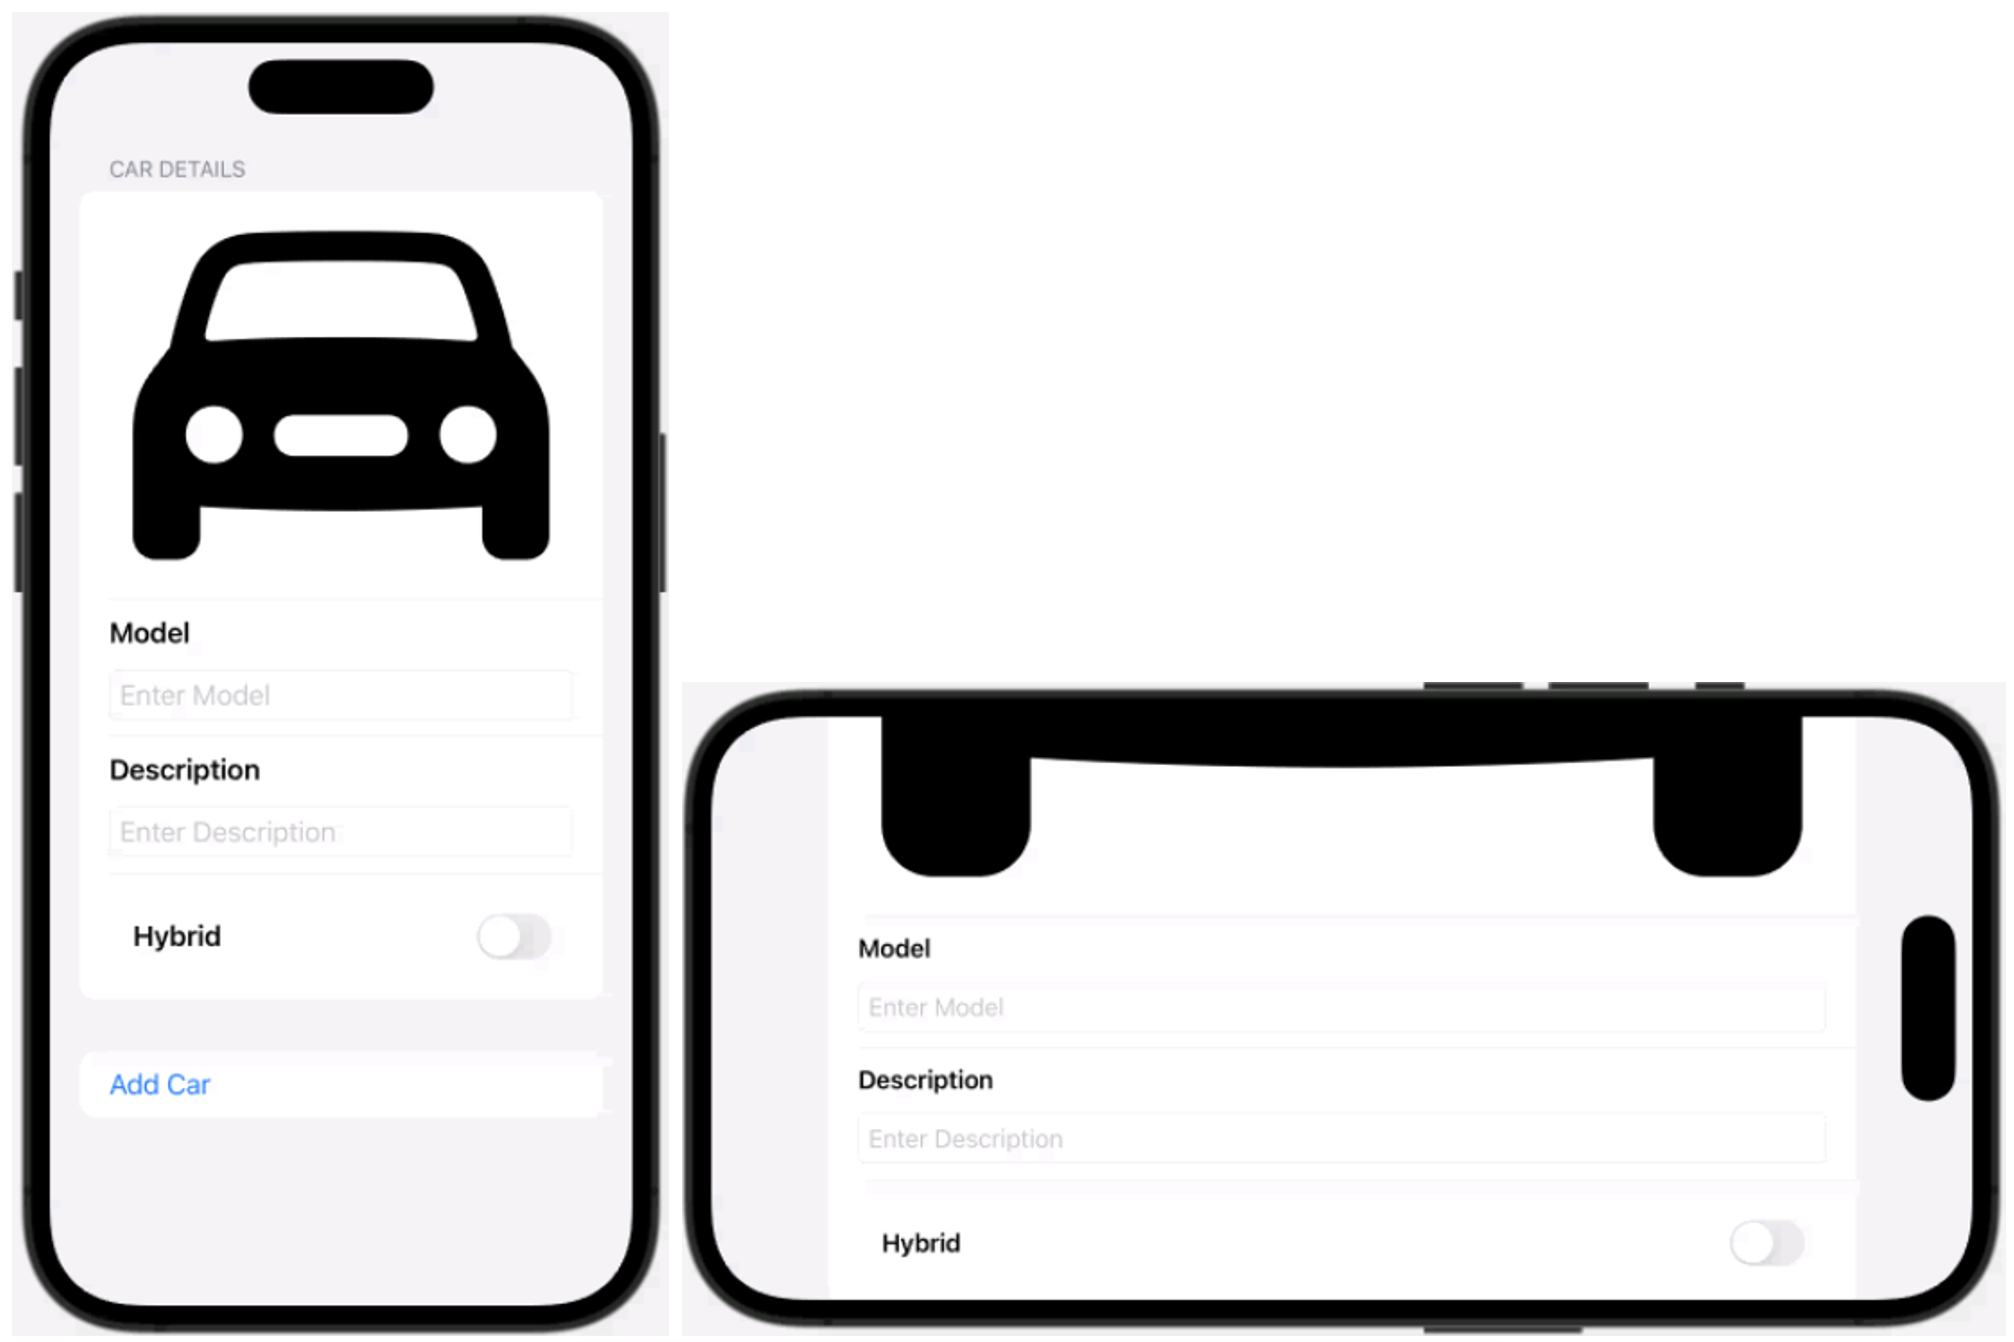 CAR DETAILS
Model
Enter Model
Description
Enter Description
Hybrid
Add Car
Model
Enter Model
Description
Enter Description
Hybrid